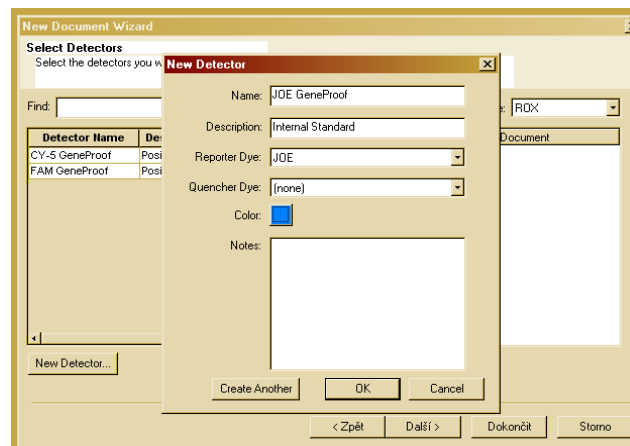 New Document Wizard
Select Detectors
Select the detectors you w
New Detector
Name: JOE GeneProof
Find:
e: ROX
Description: Internal Standard
Detector Name Des
Document
CY-5 GeneProof Posi
Reporter Dye: JOE
FAM GeneProof Posi
Quencher Dye: (none)
Color:
Notes:
New Detector...
Create Another OK Cancel
< Zpět Další > Dokončit Storno